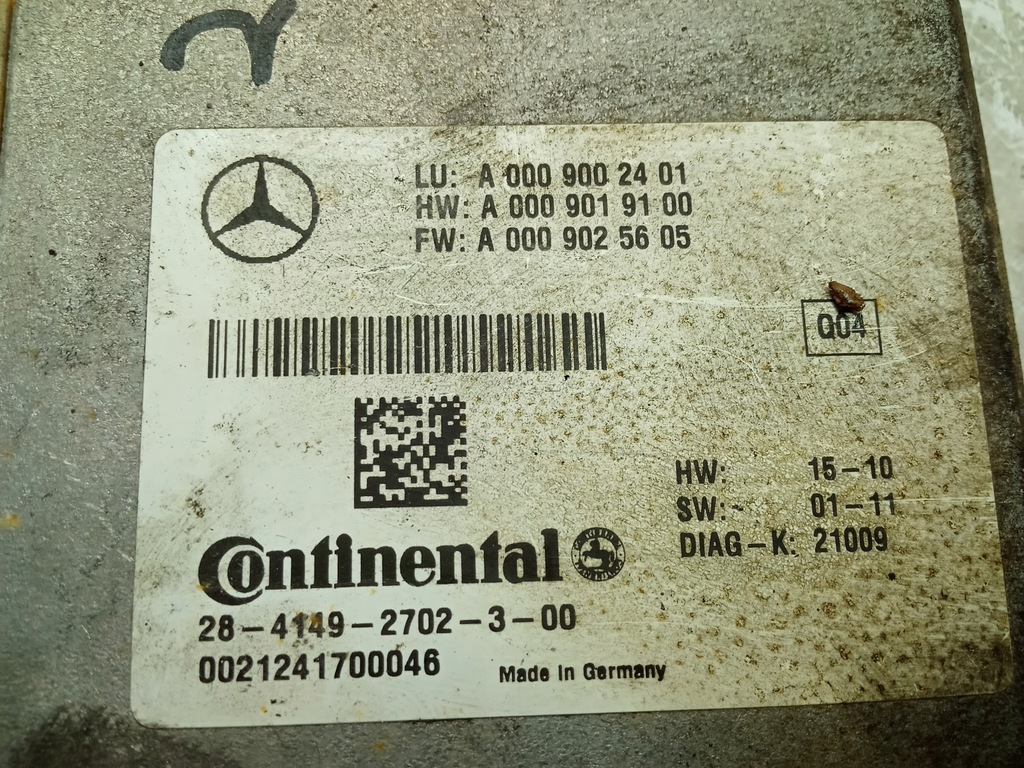 LU: A 000 900 24 01
HW: A 000 901 91 00
FW: A 000 902 56 05
Q04
HW: 15-10
SW: 01-11
DIAG-K: 21009
Continental
28-4149-2702-3-00
0021241700046 Made in Germany